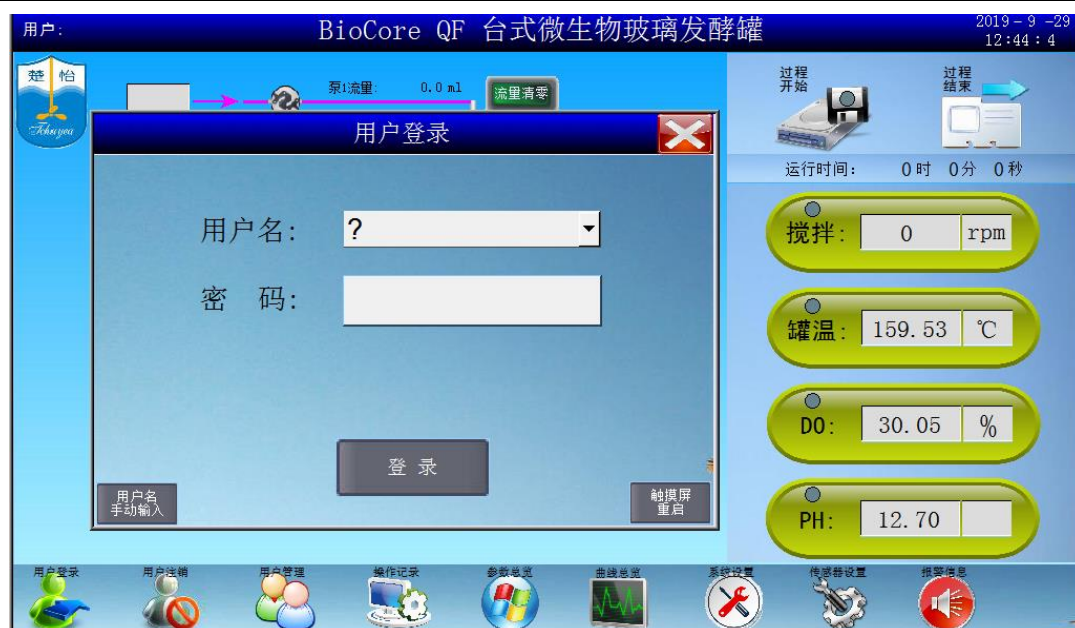 用户:
BioCore QF 台式微生物玻璃发酵罐
2019-9-29
12:44:4
楚怡
Tchuyea
泵1流量: 0.0 ml
流里清零
过程
开始
过程
结束
运行时间: 0时 0分 0秒
用户登录
用户名: ?
密 码:
登 录
用户名
手动输入
触摸屏
重启
搅拌: 0 rpm
罐温: 159.53 ℃
DO: 30.05 %
PH: 12.70
用户登录
用户注销
用户管理
操作记录
参数总览
曲线总览
系统设置
传感器设置
报警信息